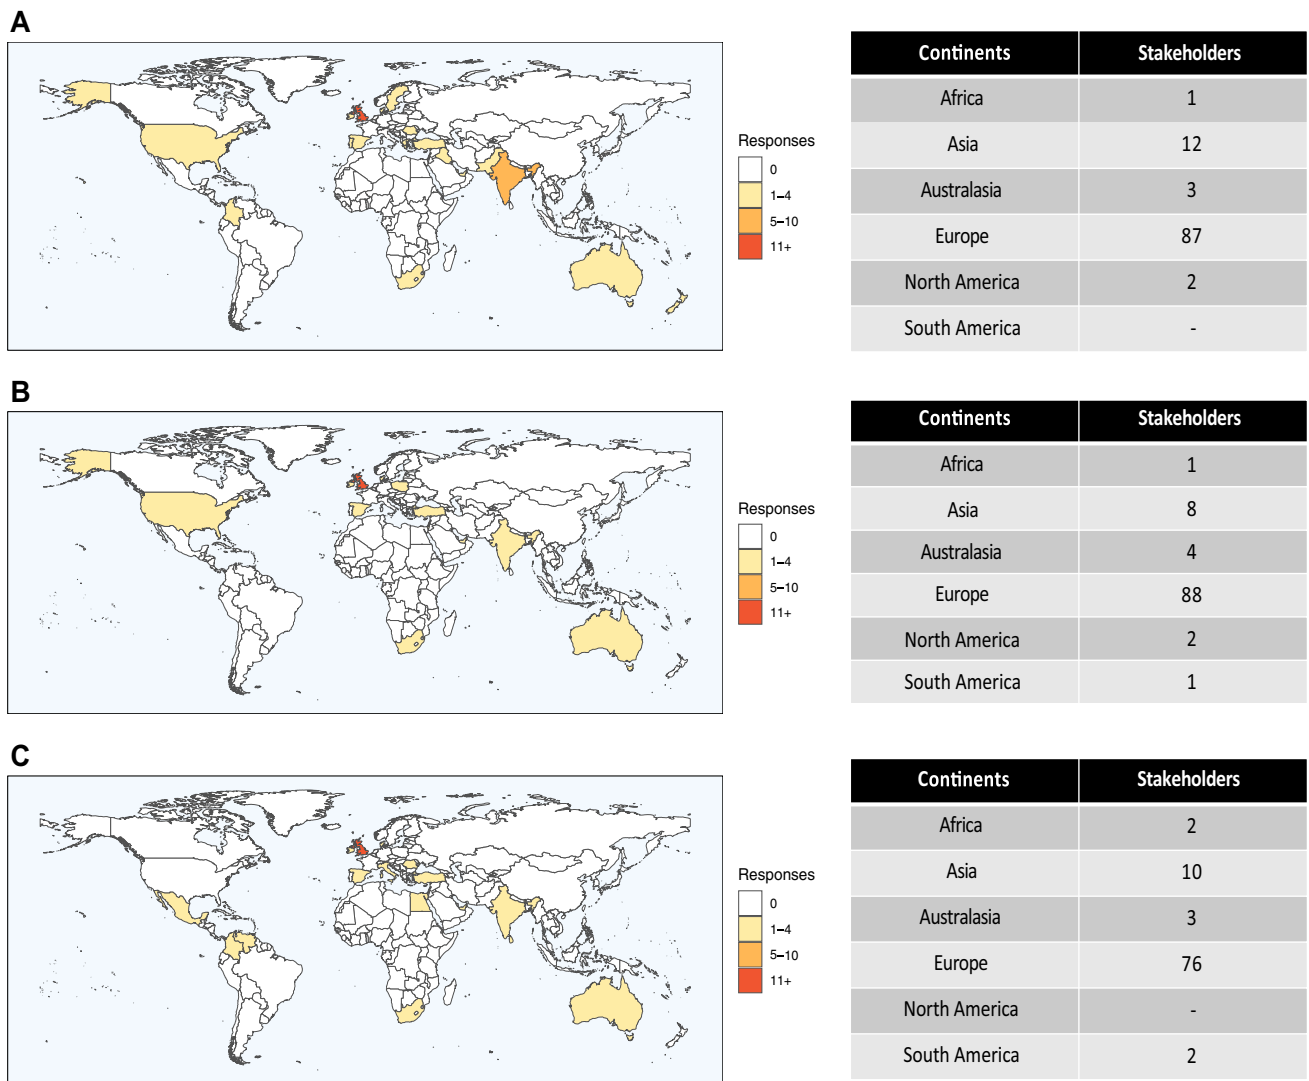 A
Responses
0
1–4
5–10
11+
Continents Stakeholders
Africa 1
Asia 12
Australasia 3
Europe 87
North America 2
South America -
B
Responses
0
1–4
5–10
11+
Continents Stakeholders
Africa 1
Asia 8
Australasia 4
Europe 88
North America 2
South America 1
C
Responses
0
1–4
5–10
11+
Continents Stakeholders
Africa 2
Asia 10
Australasia 3
Europe 76
North America -
South America 2